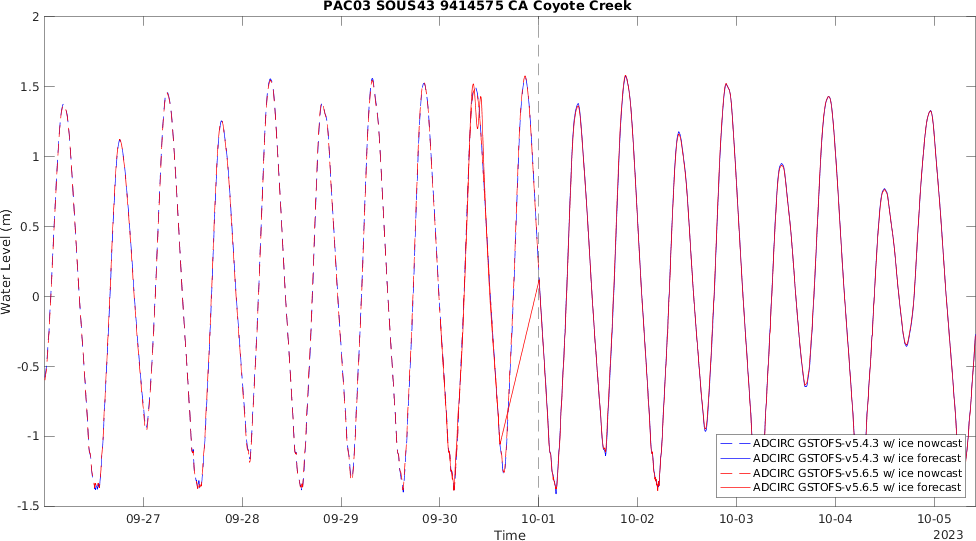 PAC03 SOUS43 9414575 CA Coyote Creek
2
1.5
1
0.5
0
-0.5
-1
-1.5
Water Level (m)
ADCIRC GSTOFS-v5.4.3 w/ ice nowcast
ADCIRC GSTOFS-v5.4.3 w/ ice forecast
ADCIRC GSTOFS-v5.6.5 w/ ice nowcast
ADCIRC GSTOFS-v5.6.5 w/ ice forecast
09-27 09-28 09-29 09-30 10-01 10-02 10-03 10-04 10-05
Time
2023